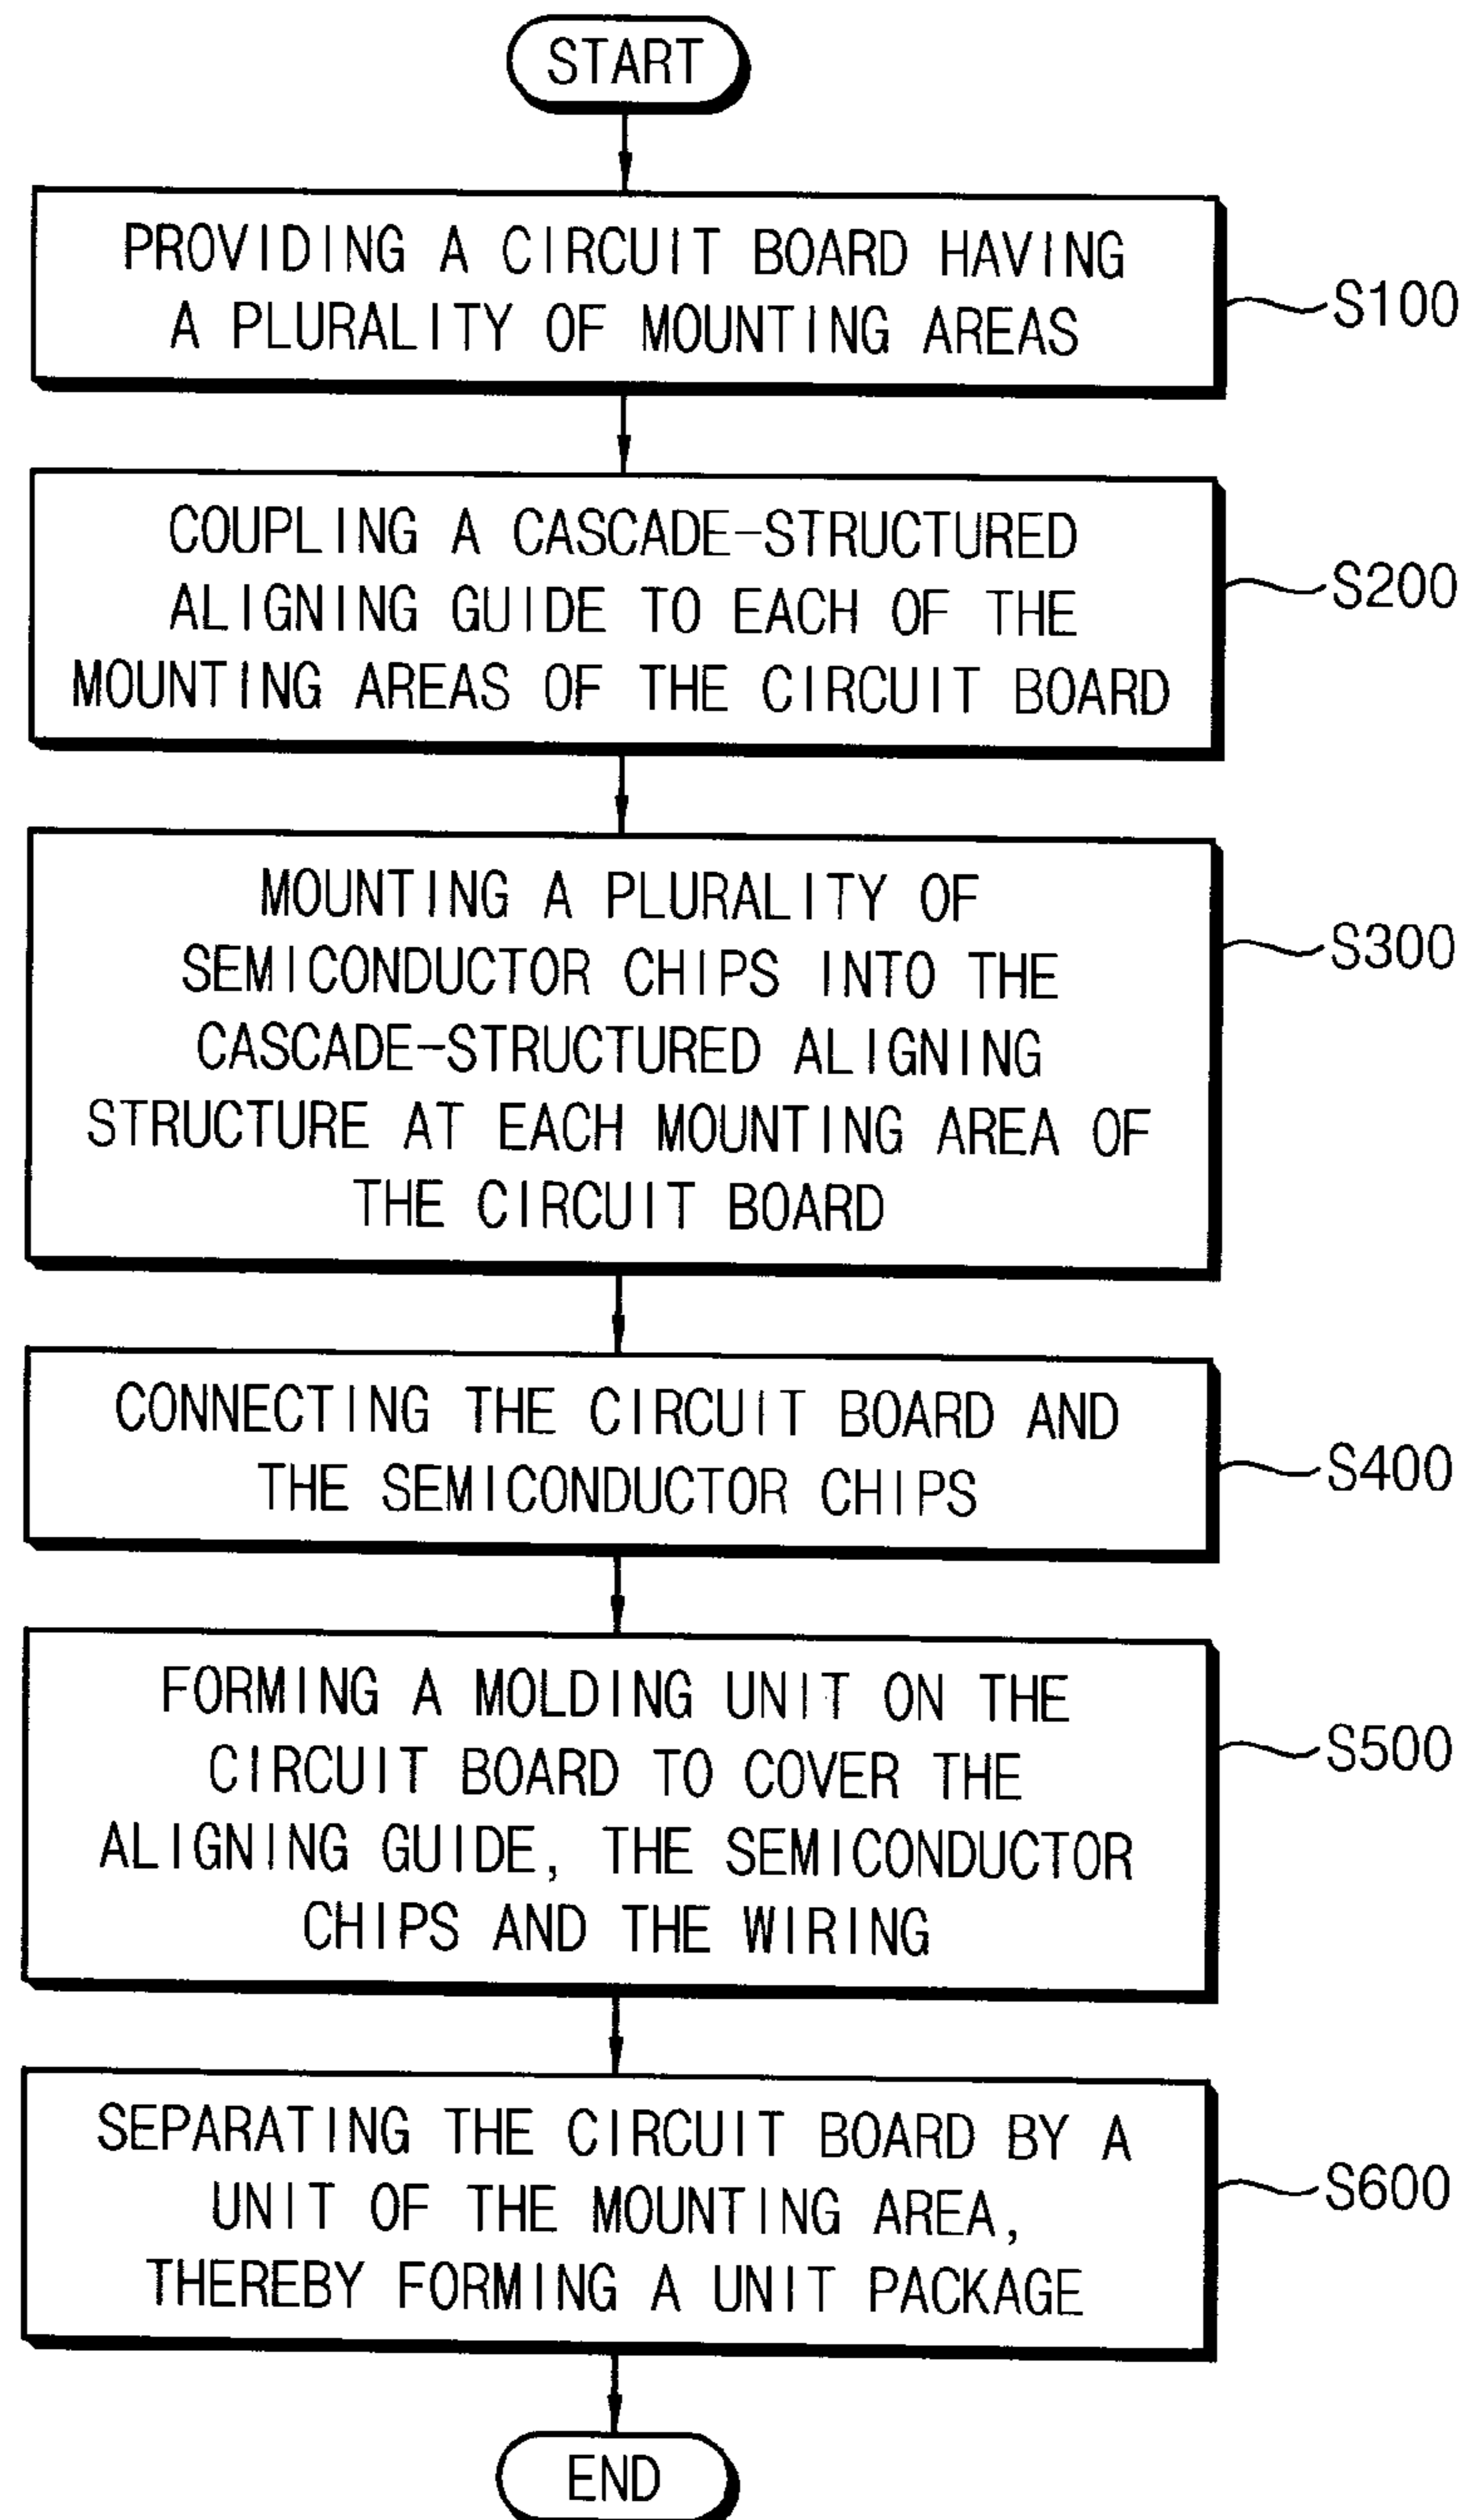 START
PROVIDING A CIRCUIT BOARD HAVING
A PLURALITY OF MOUNTING AREAS
S100
COUPLING A CASCADE-STRUCTURED
ALIGNING GUIDE TO EACH OF THE
MOUNTING AREAS OF THE CIRCUIT BOARD
S200
MOUNTING A PLURALITY OF
SEMICONDUCTOR CHIPS INTO THE
CASCADE-STRUCTURED ALIGNING
STRUCTURE AT EACH MOUNTING AREA OF
THE CIRCUIT BOARD
S300
CONNECTING THE CIRCUIT BOARD AND
THE SEMICONDUCTOR CHIPS
S400
FORMING A MOLDING UNIT ON THE
CIRCUIT BOARD TO COVER THE
ALIGNING GUIDE, THE SEMICONDUCTOR
CHIPS AND THE WIRING
S500
SEPARATING THE CIRCUIT BOARD BY A
UNIT OF THE MOUNTING AREA,
THEREBY FORMING A UNIT PACKAGE
S600
END